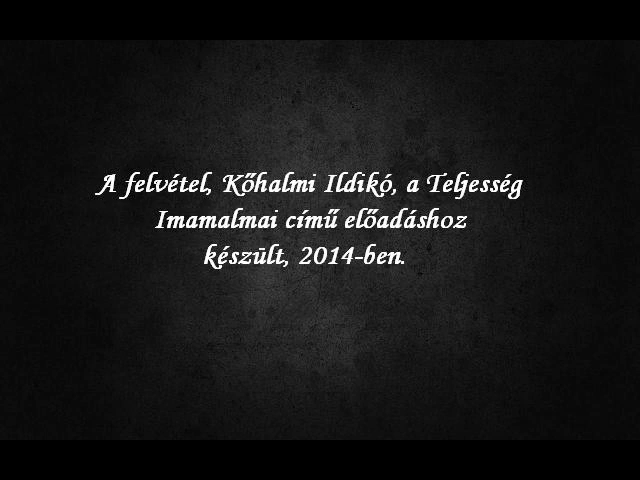 A felvétel, Kőhalmi Ildikó, a Teljesség
Imamalmai című előadáshoz
készült, 2014-ben.